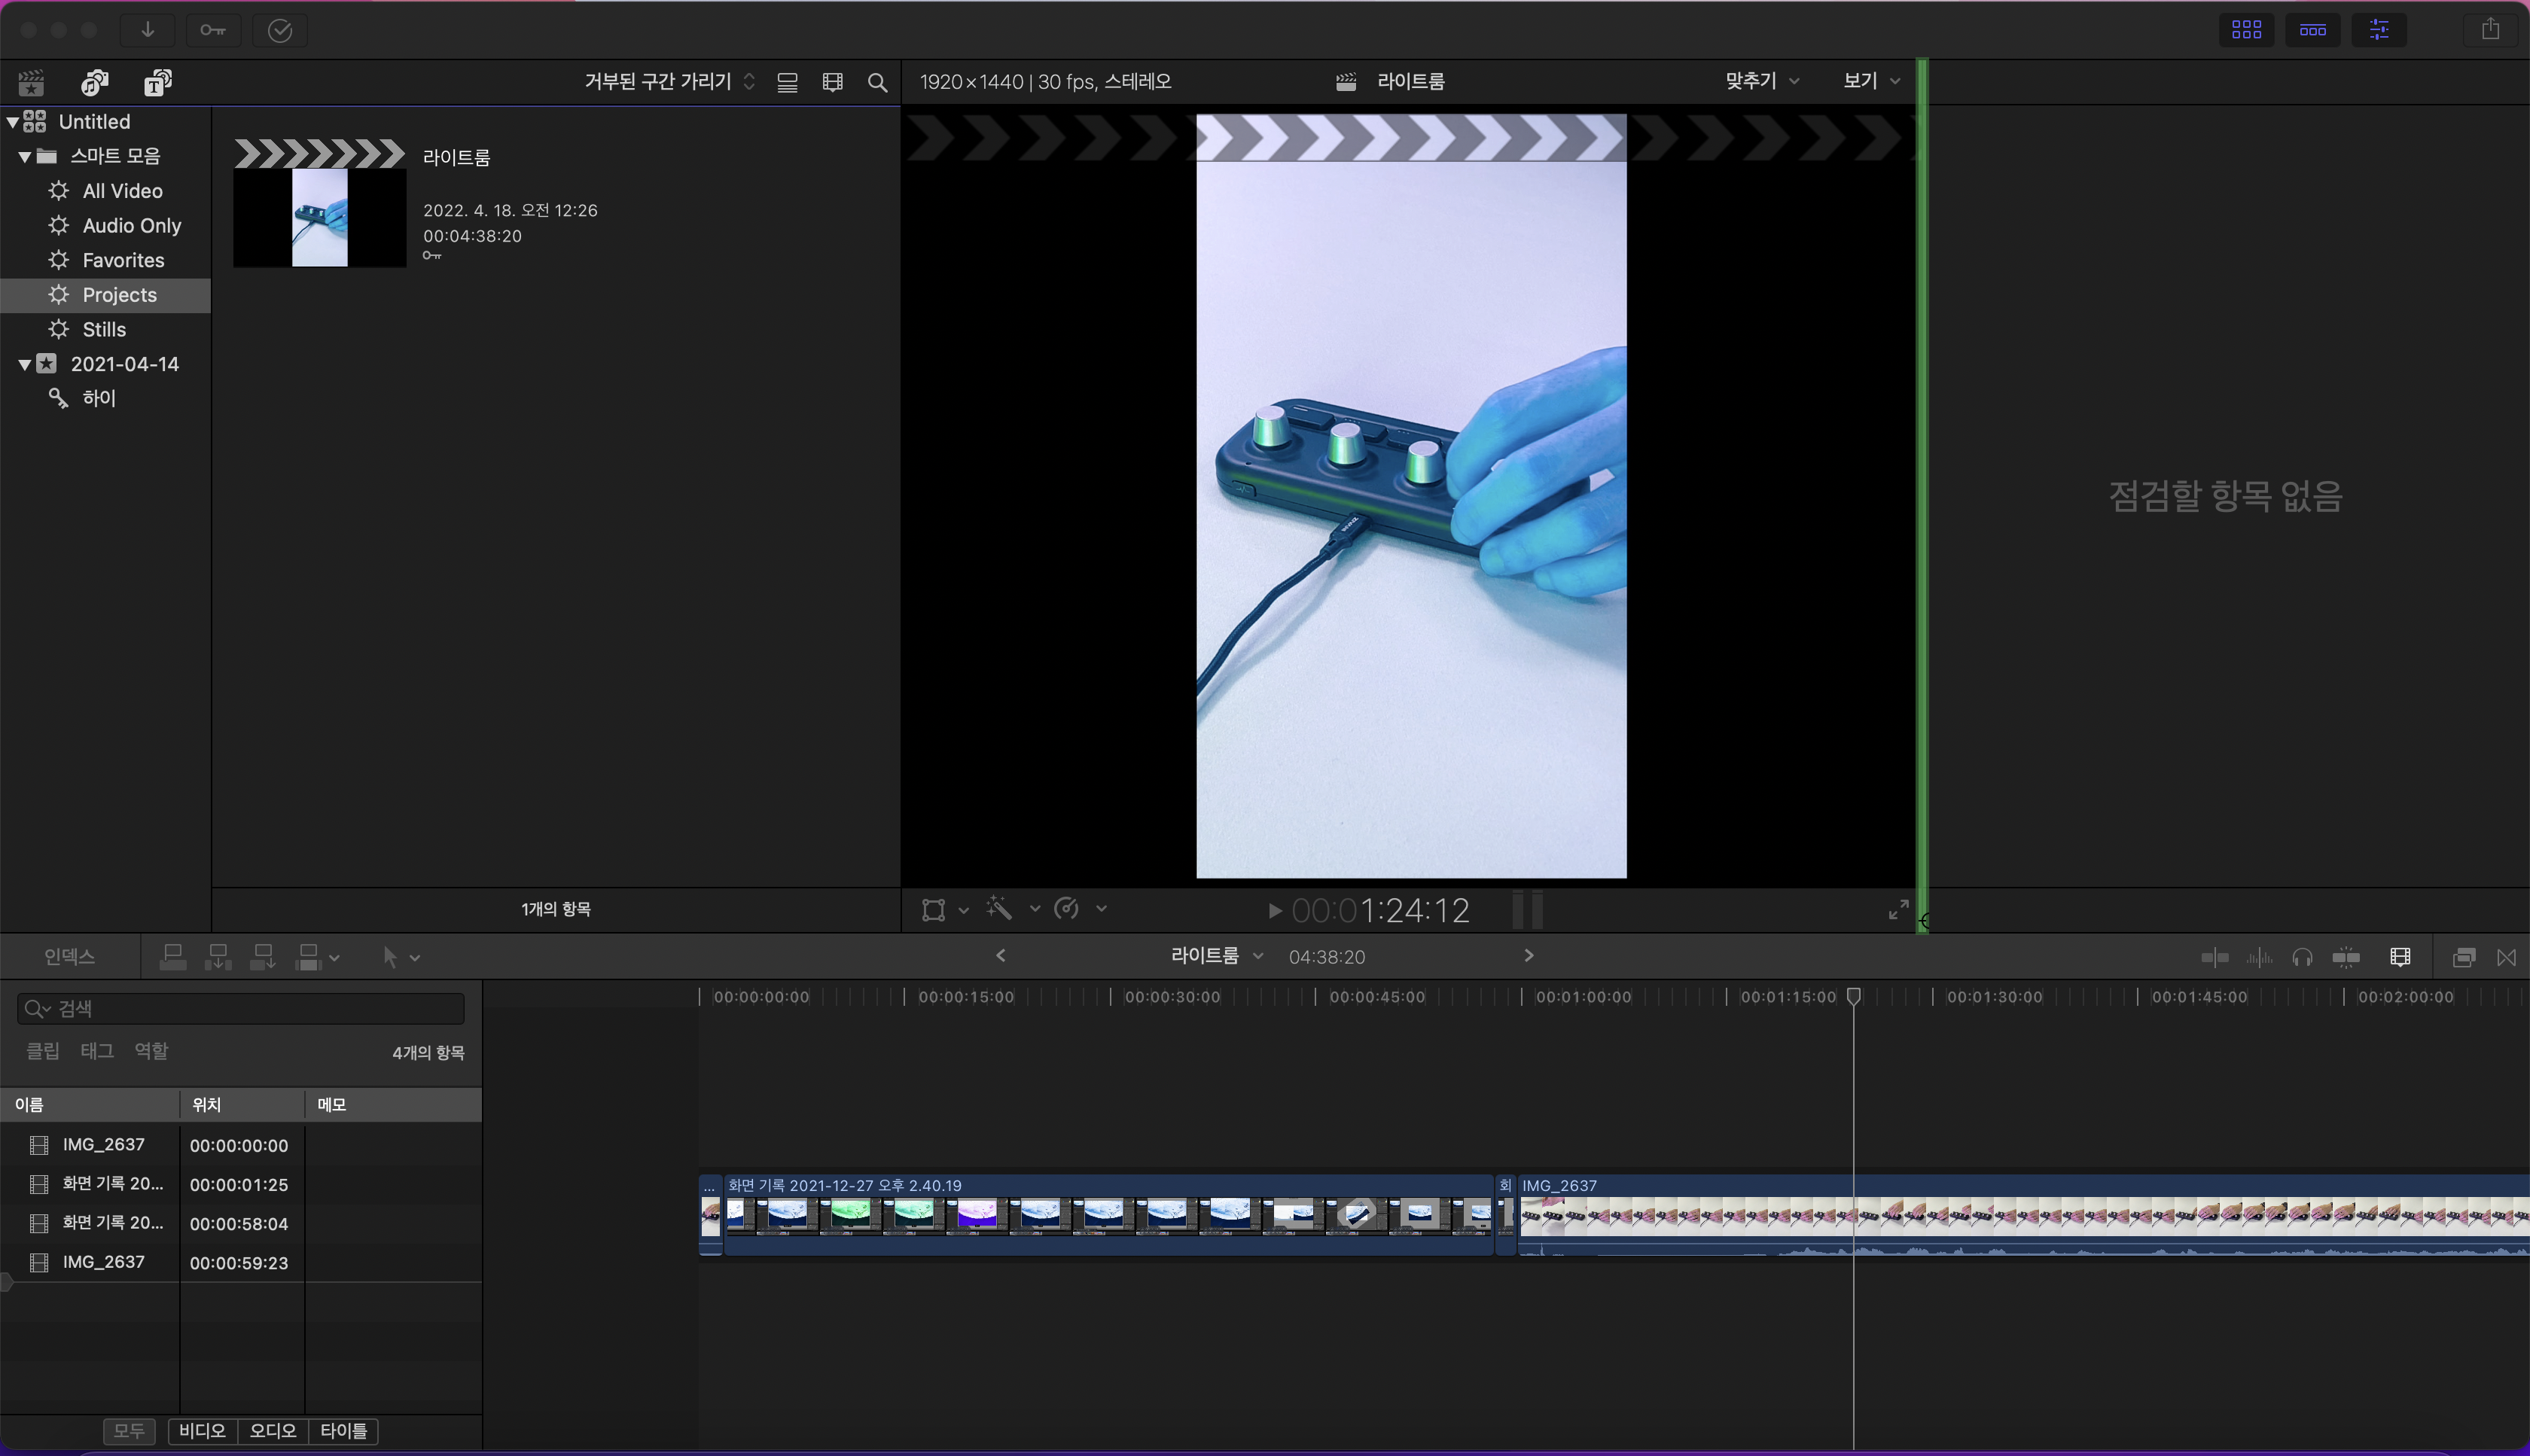 거부된 구간 가리기
1920×1440 | 30 fps, 스테레오
라이트룸
맞추기
보기
Untitled
스마트 모음
All Video
Audio Only
Favorites
Projects
Stills
2021-04-14
하이
라이트룸
2022. 4. 18. 오전 12:26
00:04:38:20
점검할 항목 없음
1개의 항목
00:01:24:12
인덱스
라이트룸
04:38:20
검색
클립 태그 역할
4개의 항목
이름 위치 메모
IMG_2637 00:00:00:00
화면 기록 20... 00:00:01:25
화면 기록 20... 00:00:58:04
IMG_2637 00:00:59:23
모두 비디오 오디오 타이틀
00:00:00:00 00:00:15:00 00:00:30:00 00:00:45:00 00:01:00:00 00:01:15:00 00:01:30:00 00:01:45:00 00:02:00:00
... 화면 기록 2021-12-27 오후 2.40.19 IMG_2637